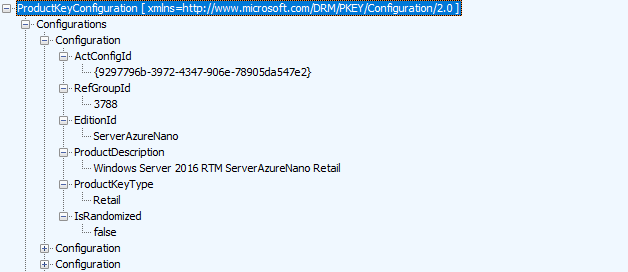 ProductKeyConfiguration [ xmlns=http://www.microsoft.com/DRM/PKEY/Configuration/2.0 ]
Configurations
Configuration
ActConfigId
{9297796b-3972-4347-906e-78905da547e2}
RefGroupId
3788
EditionId
ServerAzureNano
ProductDescription
Windows Server 2016 RTM ServerAzureNano Retail
ProductKeyType
Retail
IsRandomized
false
Configuration
Configuration